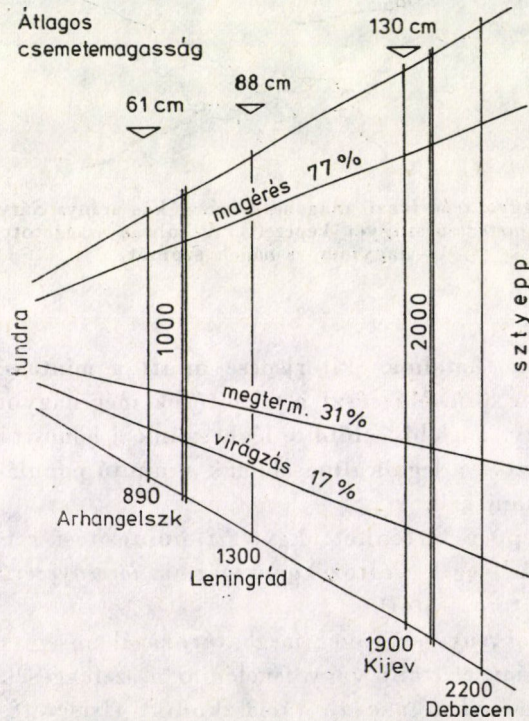 Átlagos
csemetemagasság
61 cm
88 cm
130 cm
magérés 77%
tundra
1000
2000
sztyepp
megterm. 31%
virágzás 17%
890
Arhangelszk
1300
Leningrád
1900
Kijev
2200
Debrecen